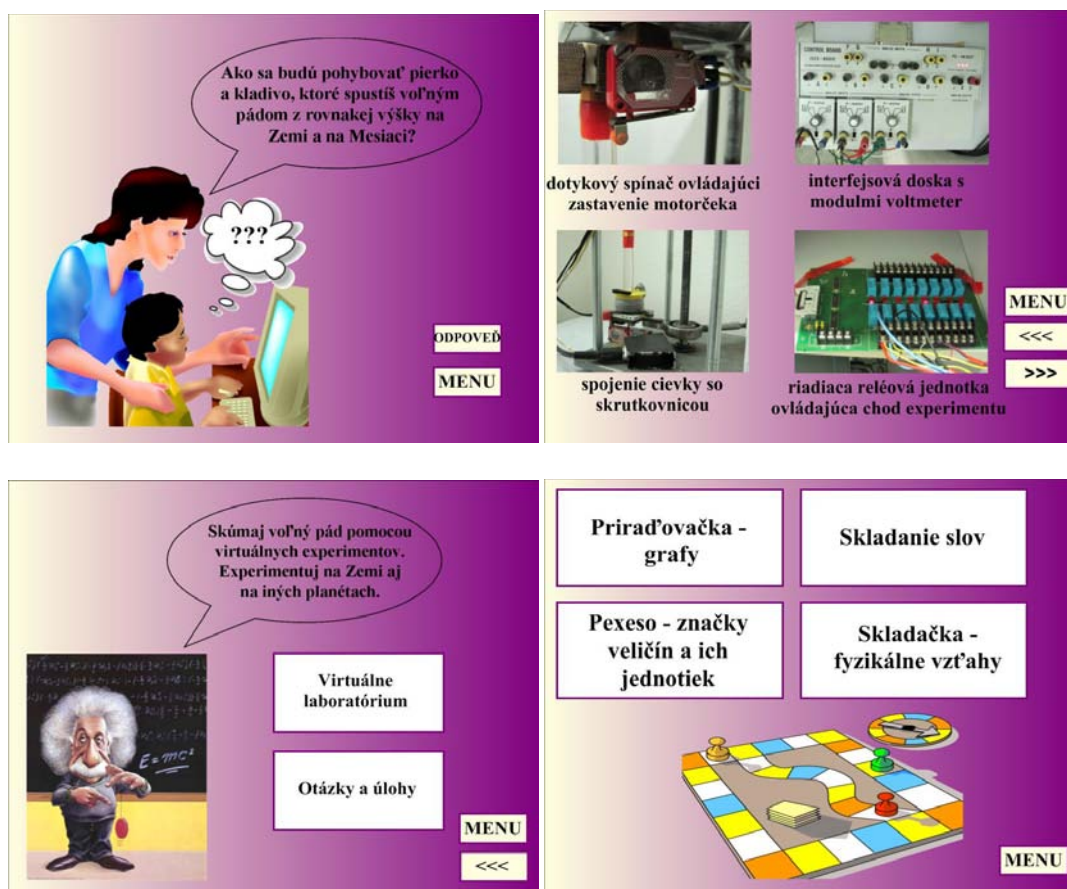 Ako sa budú pohybovať pierko
a kladivo, ktoré spustíš voľným
pádom z rovnakej výšky na
Zemi a na Mesiaci?
???
ODPOVEĎ
MENU
CONTROL BOARD
dotykový spínač ovládajúci
zastavenie motorčeka
interfejsová doska s
modulmi voltmeter
spojenie cievky so
skrutkovnicou
riadiaca reléová jednotka
ovládajúca chod experimentu
MENU
<<<
>>>
Skúmaj voľný pád pomocou
virtuálnych experimentov.
Experimentuj na Zemi aj
na iných planétach.
E=mc²
Virtuálne
laboratórium
Otázky a úlohy
MENU
<<<
Priraďovačka -
grafy
Skladanie slov
Pexeso - značky
veličín a ich
jednotiek
Skladačka -
fyzikálne vzťahy
MENU